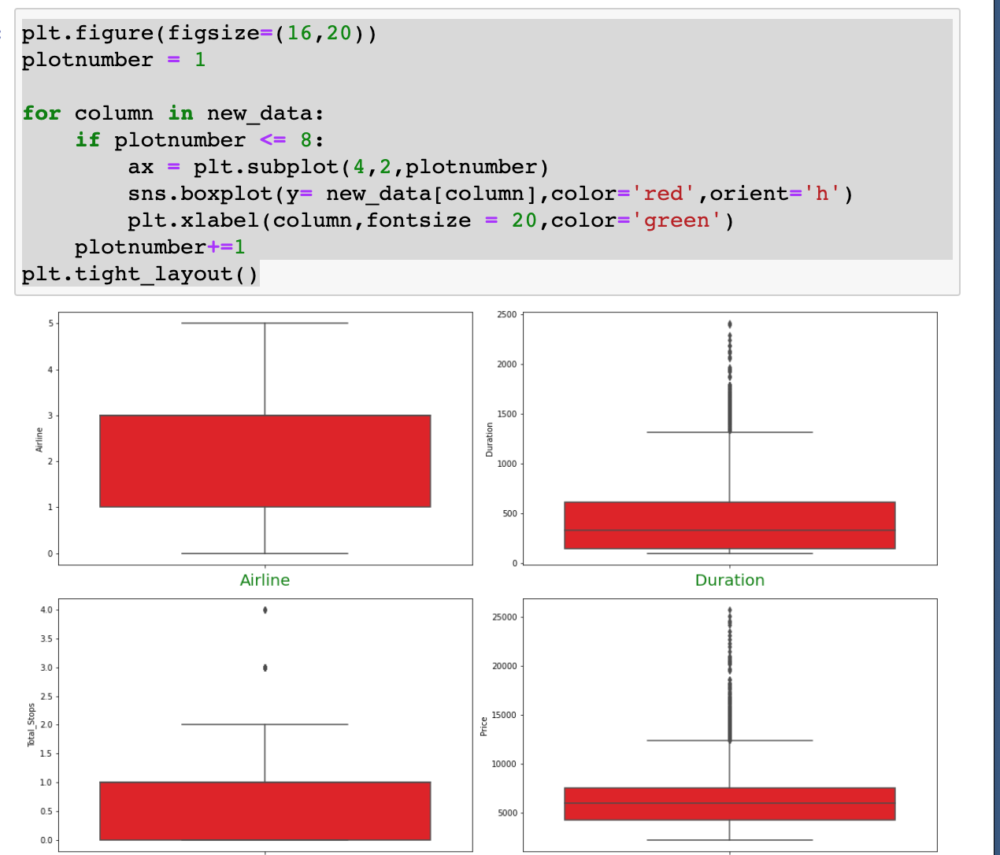 plt.figure(figsize=(16,20))
plotnumber = 1
for column in new_data:
    if plotnumber <= 8:
        ax = plt.subplot(4,2,plotnumber)
        sns.boxplot(y= new_data[column],color='red',orient='h')
        plt.xlabel(column,fontsize = 20,color='green')
    plotnumber+=1
plt.tight_layout()
5
4
3
2
1
0
Airline
Airline
2500
2000
1500
1000
500
0
Duration
Duration
4.0
3.5
3.0
2.5
2.0
1.5
1.0
0.5
0.0
Total_Stops
25000
20000
15000
10000
5000
Price